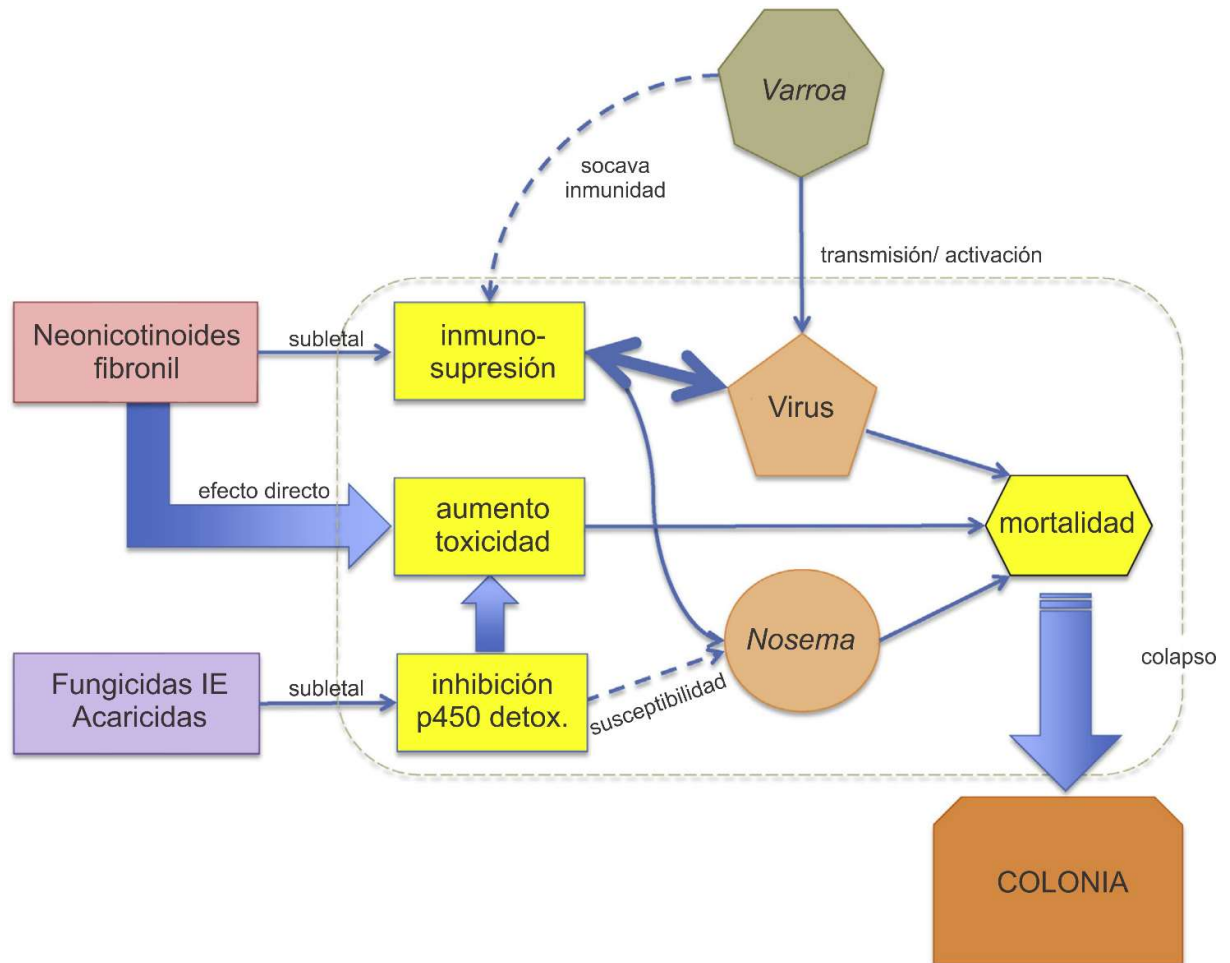 Varroa
socava
inmunidad
transmisión/ activación
Neonicotinoides
fibronil
subletal
inmuno-
supresión
Virus
efecto directo
aumento
toxicidad
mortalidad
Nosema
colapso
Fungicidas IE
Acaricidas
subletal
inhibición
p450 detox.
susceptibilidad
COLONIA